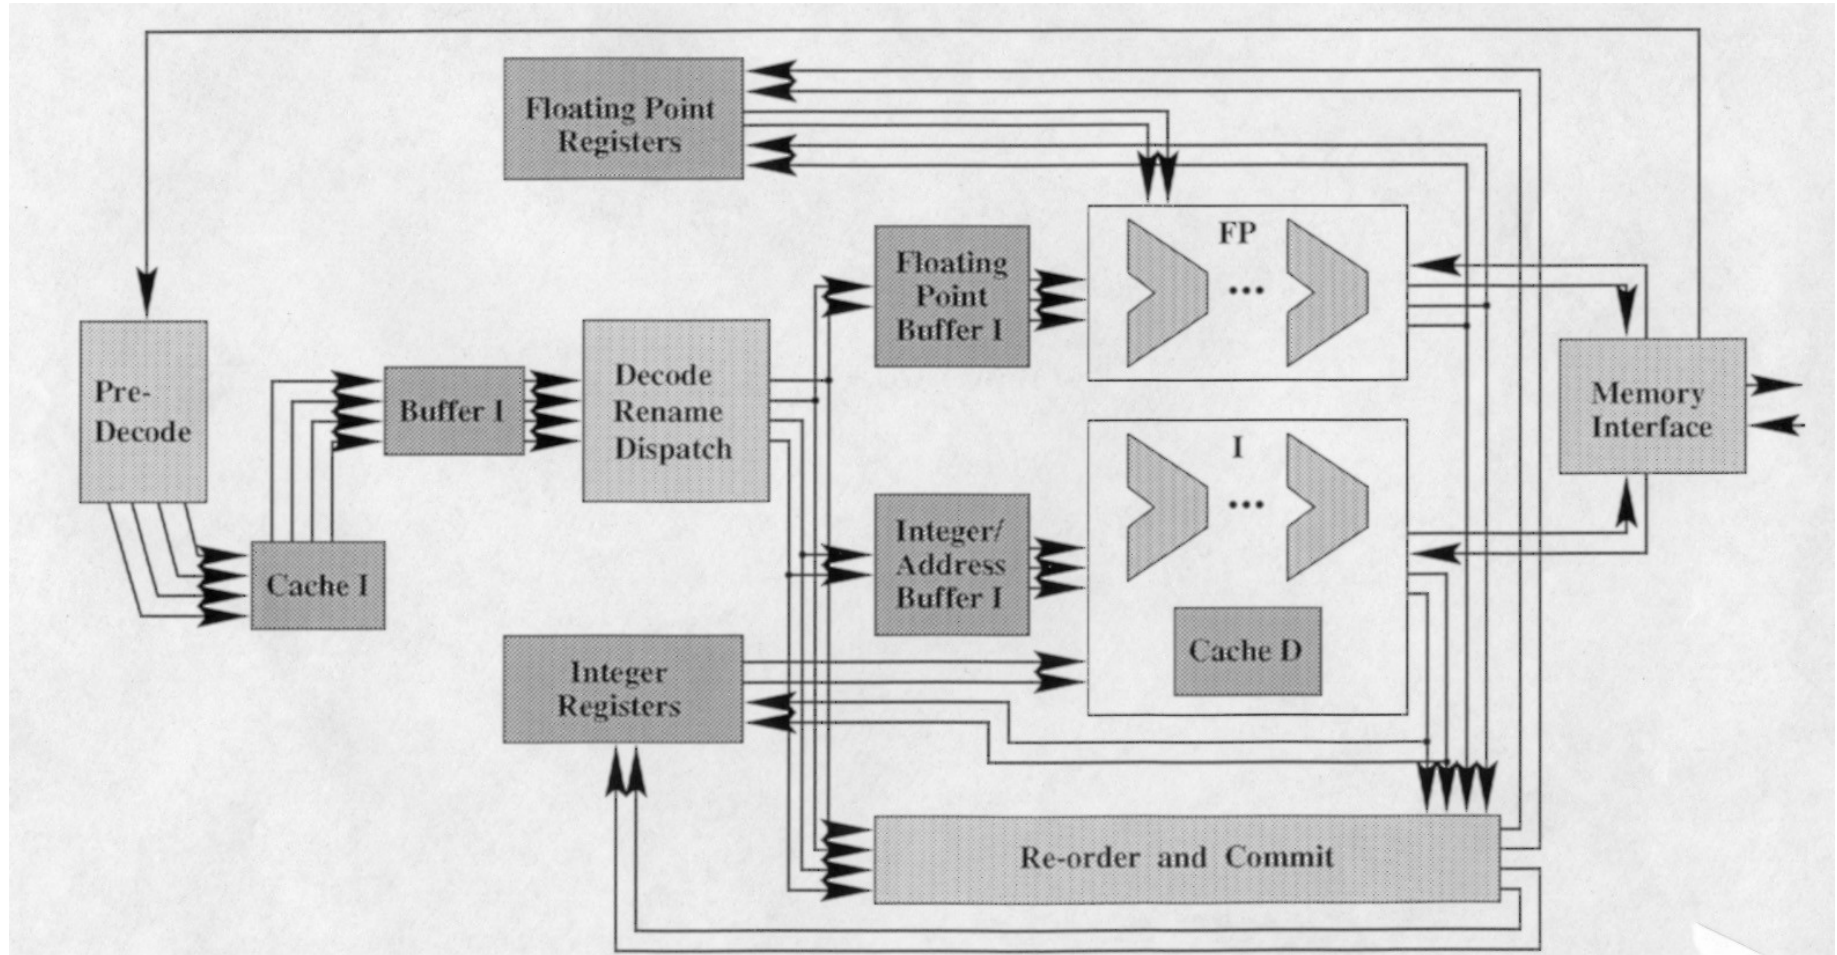 Floating Point
Registers
FP
Floating
Point
Buffer I
Pre-
Decode
Buffer I
Decode
Rename
Dispatch
Memory
Interface
I
Cache I
Integer/
Address
Buffer I
Cache D
Integer
Registers
Re-order and Commit